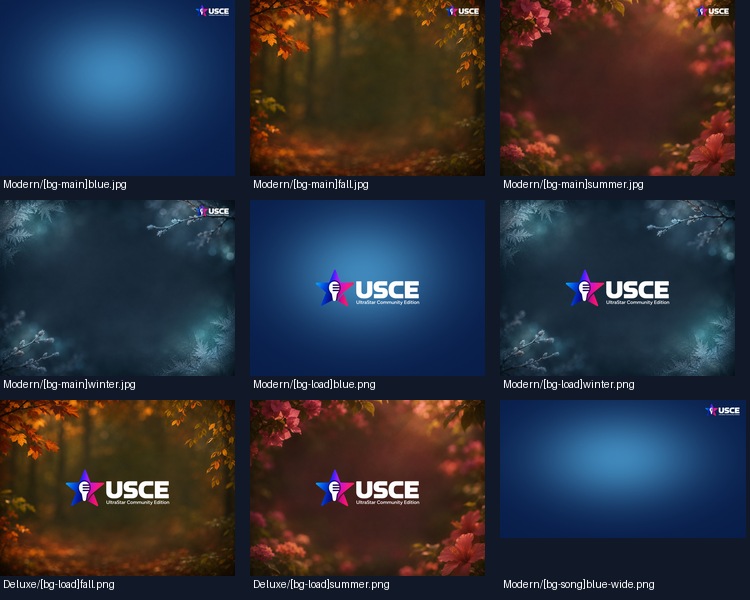 USCE
USCE
USCE
Modern/[bg-main]blue.jpg
Modern/[bg-main]fall.jpg
Modern/[bg-main]summer.jpg
USCE
USCE
UltraStar Community Edition
USCE
UltraStar Community Edition
Modern/[bg-main]winter.jpg
Modern/[bg-load]blue.png
Modern/[bg-load]winter.png
USCE
UltraStar Community Edition
USCE
UltraStar Community Edition
USCE
Deluxe/[bg-load]fall.png
Deluxe/[bg-load]summer.png
Modern/[bg-song]blue-wide.png